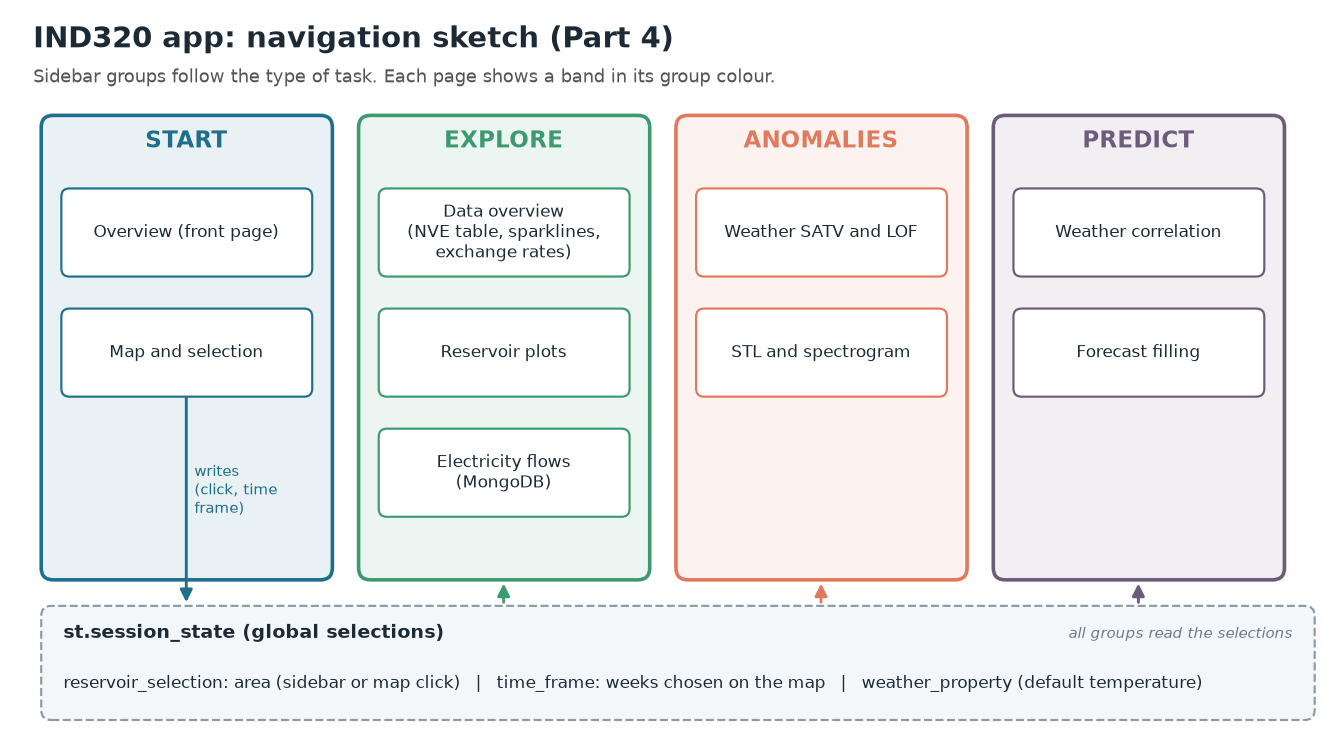 IND320 app: navigation sketch (Part 4)
Sidebar groups follow the type of task. Each page shows a band in its group colour.
START
Overview (front page)
Map and selection
writes
(click, time
frame)
EXPLORE
Data overview
(NVE table, sparklines,
exchange rates)
Reservoir plots
Electricity flows
(MongoDB)
ANOMALIES
Weather SATV and LOF
STL and spectrogram
PREDICT
Weather correlation
Forecast filling
st.session_state (global selections)
all groups read the selections
reservoir_selection: area (sidebar or map click) | time_frame: weeks chosen on the map | weather_property (default temperature)